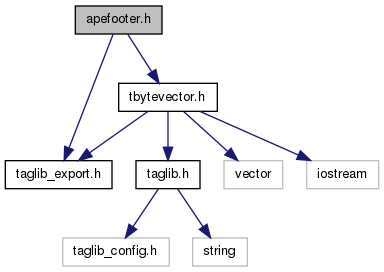 apefooter.h
tbytevector.h
taglib_export.h
taglib.h
vector
iostream
taglib_config.h
string